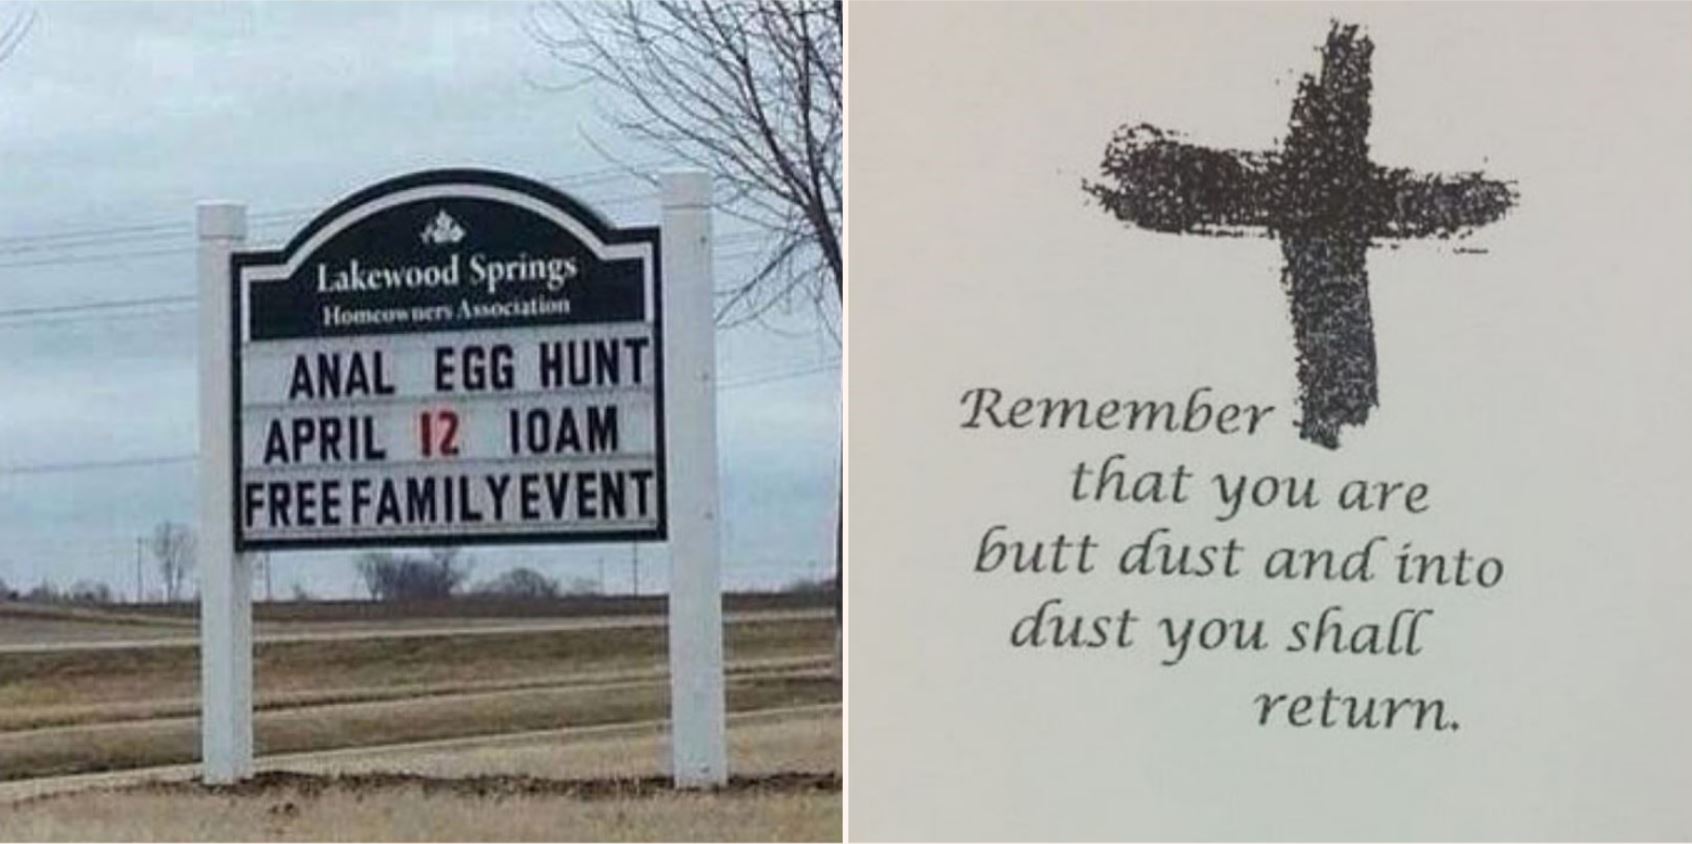 Lakewood Springs
Homeowners Association
ANAL EGG HUNT
APRIL 12 10AM
FREE FAMILY EVENT
Remember
that you are
butt dust and into
dust you shall
return.